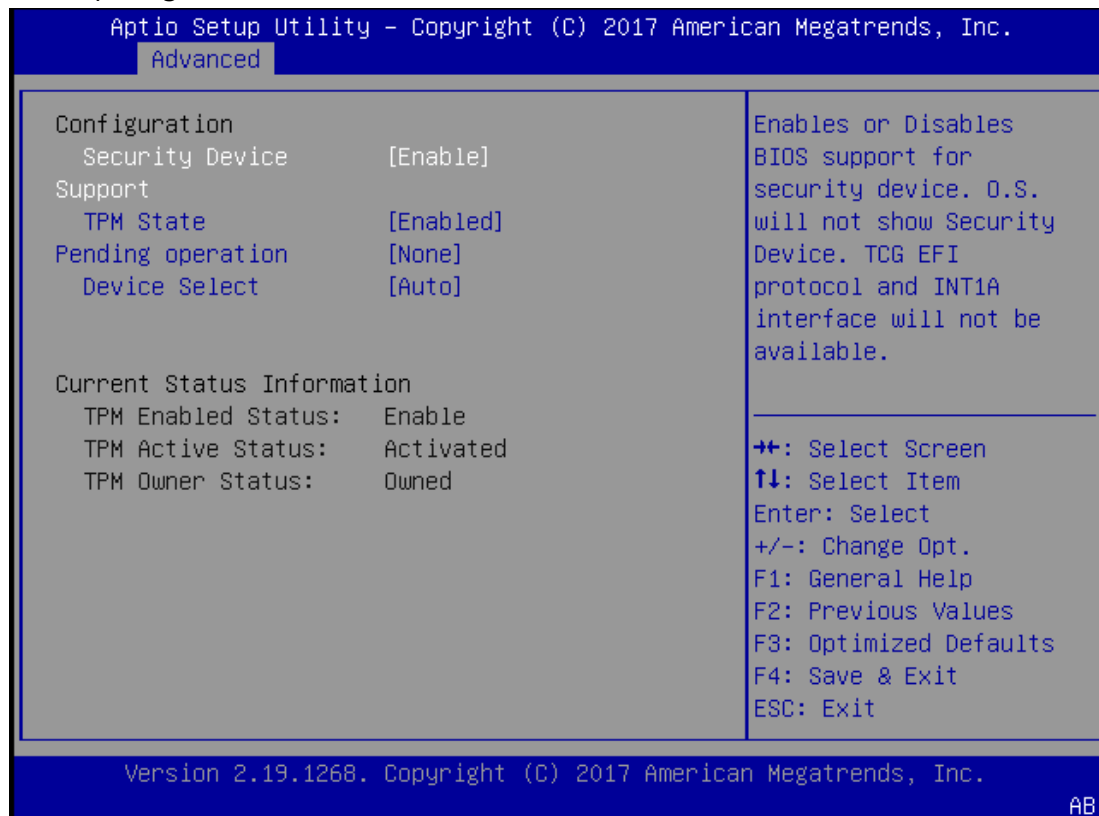 Aptio Setup Utility – Copyright (C) 2017 American Megatrends, Inc.
Advanced
Configuration
Security Device [Enable]
Support
TPM State [Enabled]
Pending operation [None]
Device Select [Auto]
Current Status Information
TPM Enabled Status: Enable
TPM Active Status: Activated
TPM Owner Status: Owned
Enables or Disables
BIOS support for
security device. O.S.
will not show Security
Device. TCG EFI
protocol and INT1A
interface will not be
available.
→←: Select Screen
↑↓: Select Item
Enter: Select
+/-: Change Opt.
F1: General Help
F2: Previous Values
F3: Optimized Defaults
F4: Save & Exit
ESC: Exit
Version 2.19.1268. Copyright (C) 2017 American Megatrends, Inc.
AB